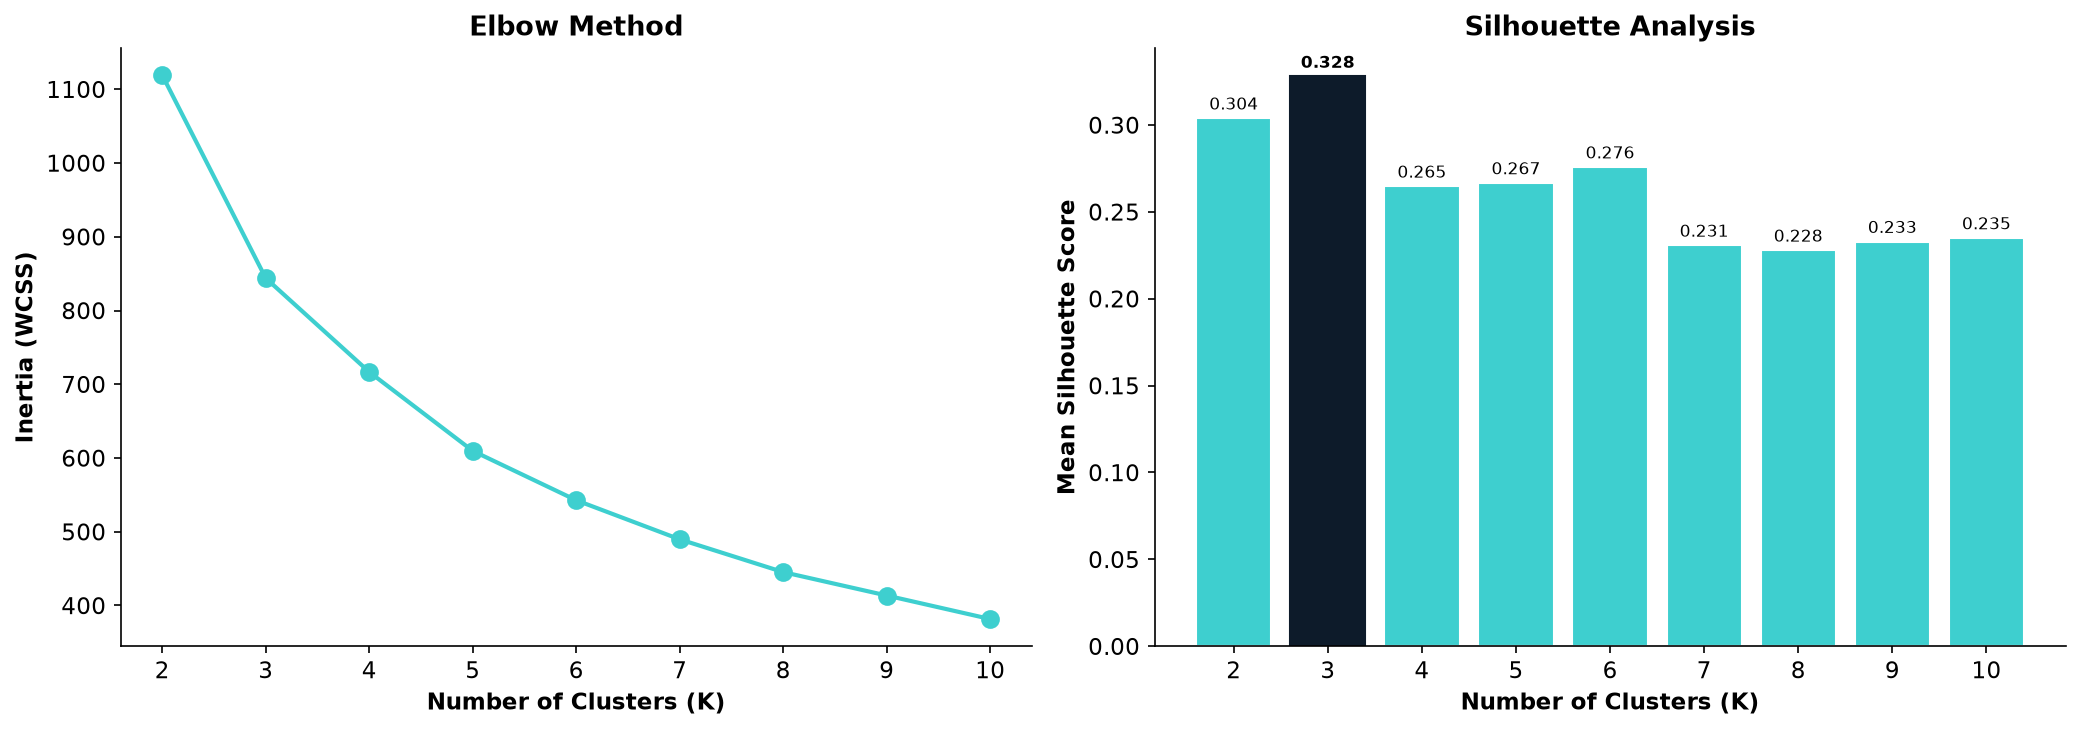 Elbow Method
Inertia (WCSS)
1100
1000
900
800
700
600
500
400
2 3 4 5 6 7 8 9 10
Number of Clusters (K)
Silhouette Analysis
Mean Silhouette Score
0.30
0.25
0.20
0.15
0.10
0.05
0.00
0.304 0.328 0.265 0.267 0.276 0.231 0.228 0.233 0.235
2 3 4 5 6 7 8 9 10
Number of Clusters (K)